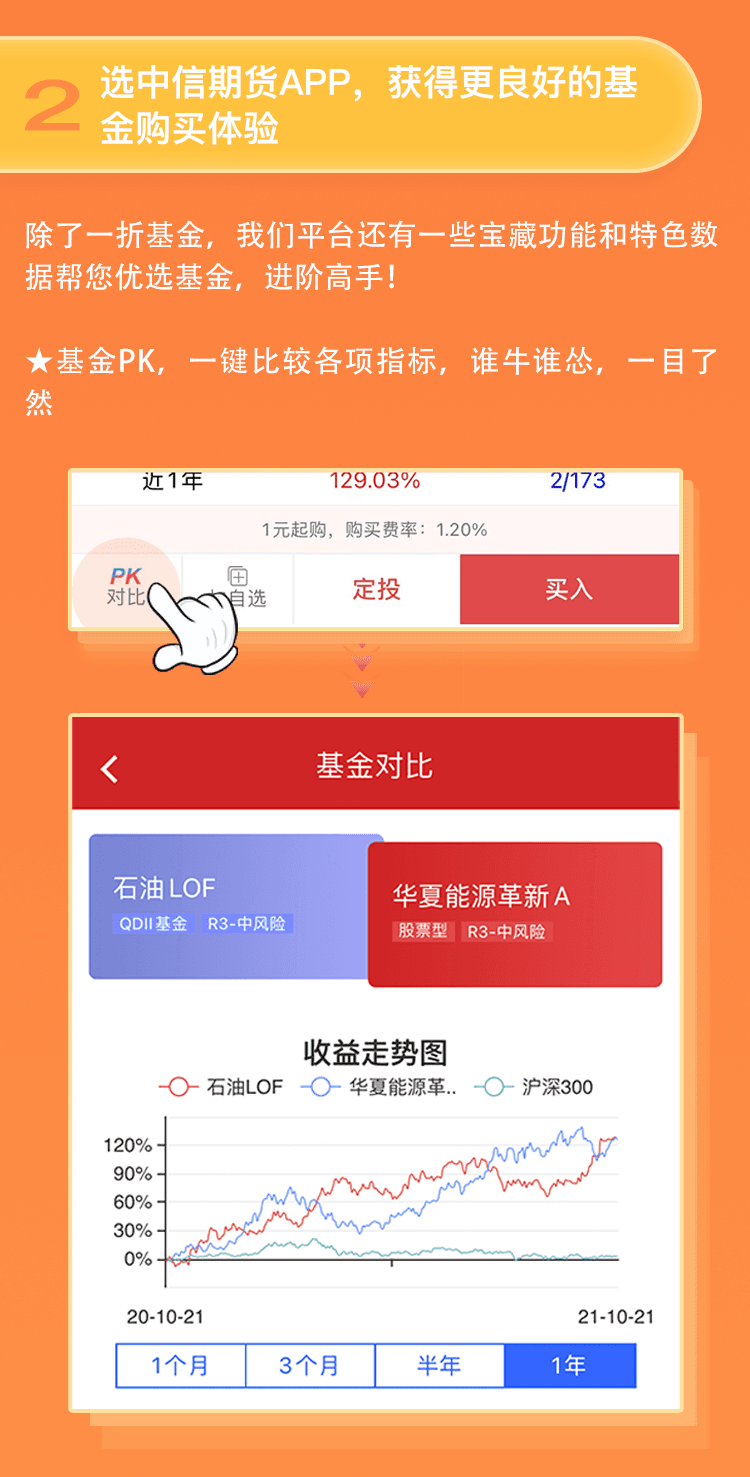 2
选中信期货APP，获得更良好的基
金购买体验
除了一折基金，我们平台还有一些宝藏功能和特色数
据帮您优选基金，进阶高手！
★基金PK，一键比较各项指标，谁牛谁怂，一目了
然
近1年 129.03% 2/173
1元起购，购买费率：1.20%
PK
对比 自选 定投 买入
基金对比
石油LOF
QDII基金 R3-中风险
华夏能源革新A
股票型 R3-中风险
收益走势图
石油LOF 华夏能源革.. 沪深300
120%
90%
60%
30%
0%
20-10-21 21-10-21
1个月 3个月 半年 1年